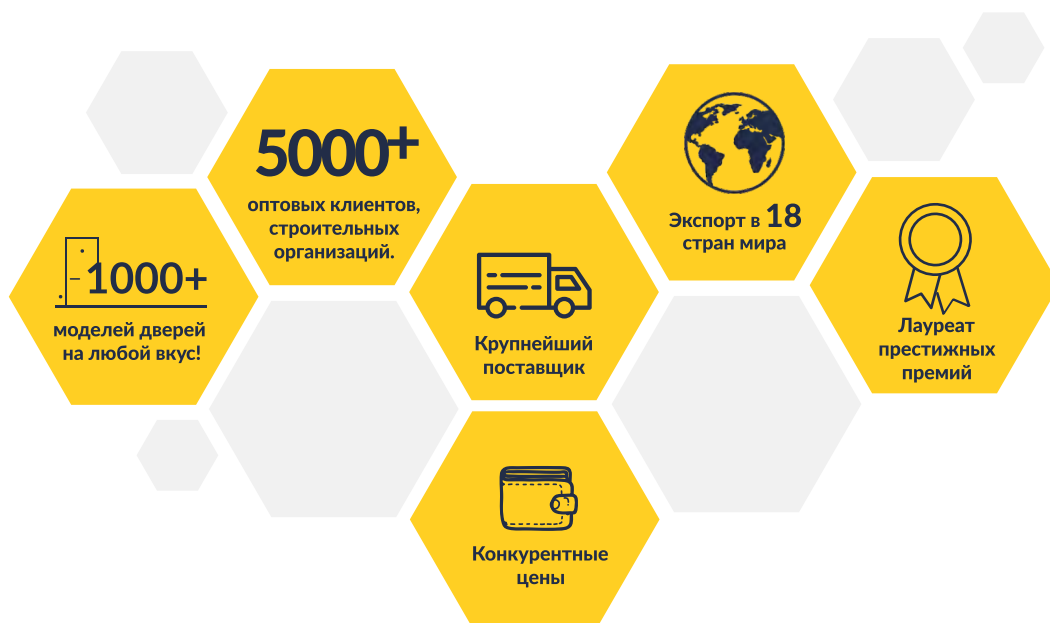 1000+
моделей дверей
на любой вкус!
5000+
оптовых клиентов,
строительных
организаций.
Крупнейший
поставщик
Конкурентные
цены
Экспорт в 18
стран мира
Лауреат
престижных
премий